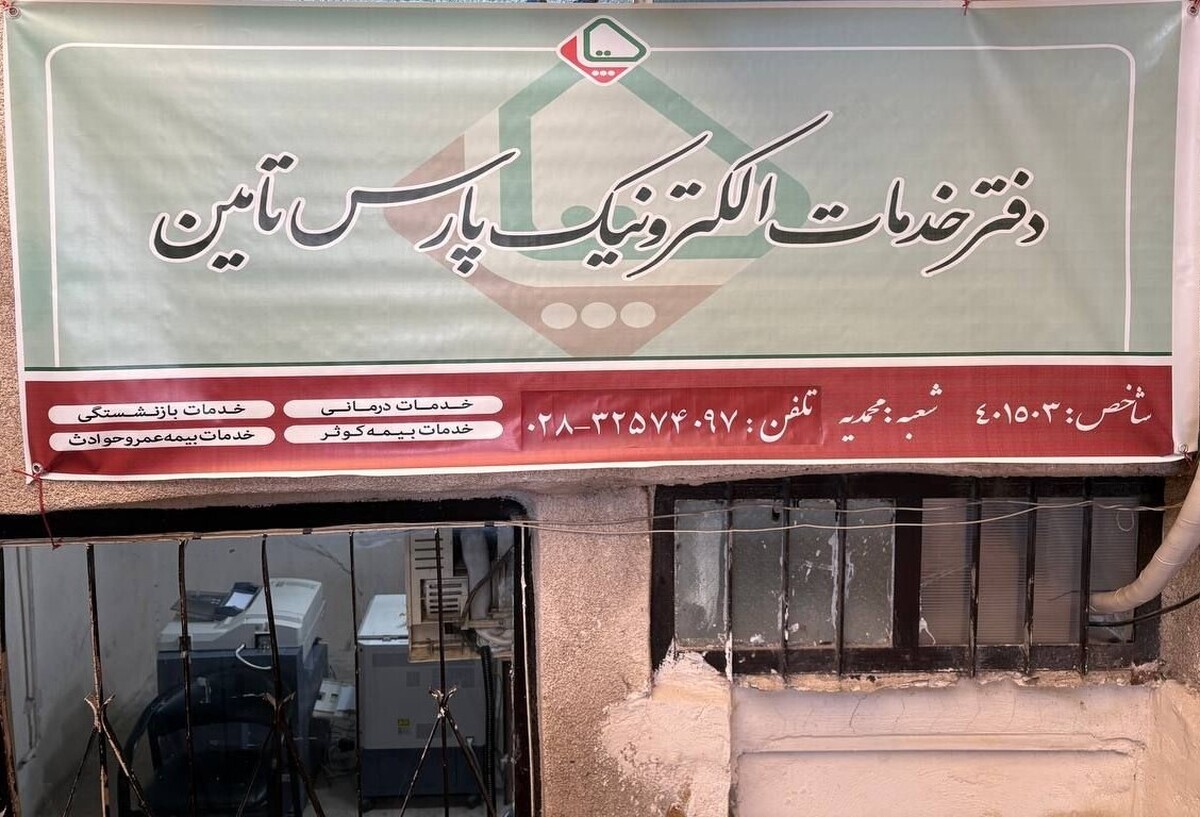 دفتر خدمات الکترونیک پارس تأمین
شاخص: ۴۰۱۵۰۳ شعبه: محمدیه تلفن: ۰۲۸-۳۲۵۷۴۰۹۷
خدمات درمانی
خدمات بازنشستگی
خدمات بیمه کوثر
خدمات بیمه عمر و حوادث